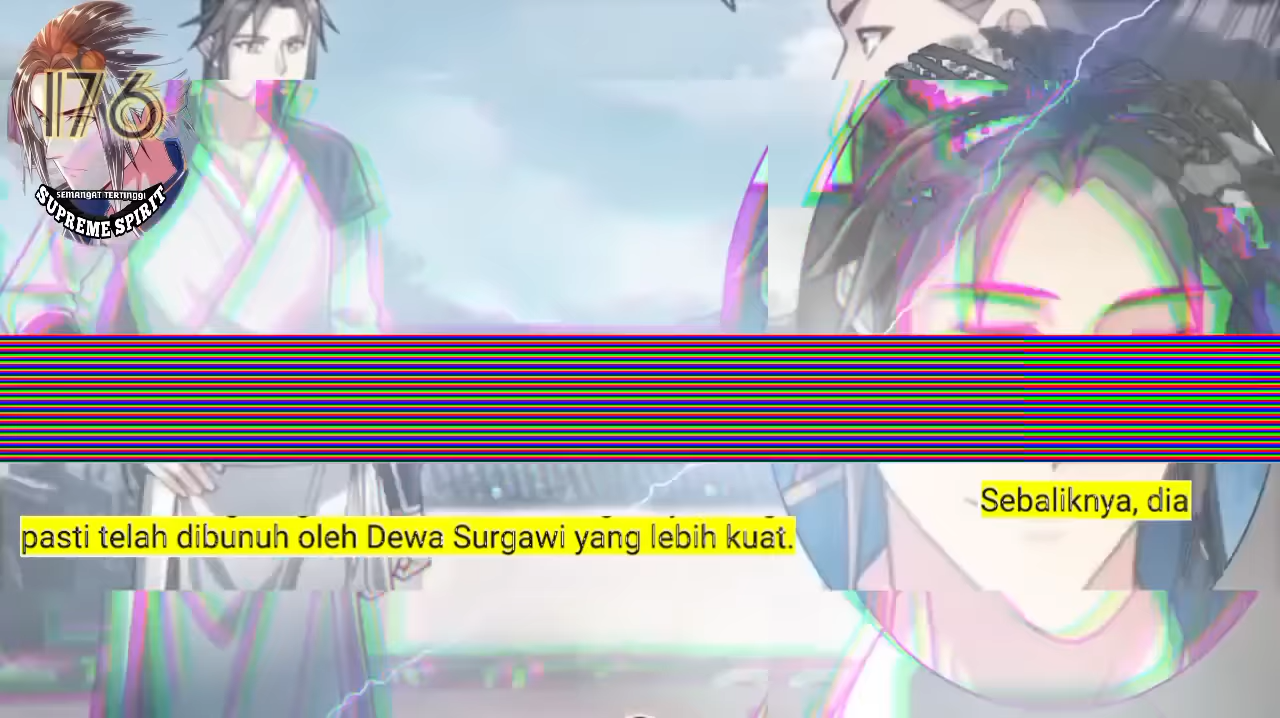 176
SEMANGAT TERTINGGI
SUPREME SPIRIT
Sebaliknya, dia
pasti telah dibunuh oleh Dewa Surgawi yang lebih kuat.